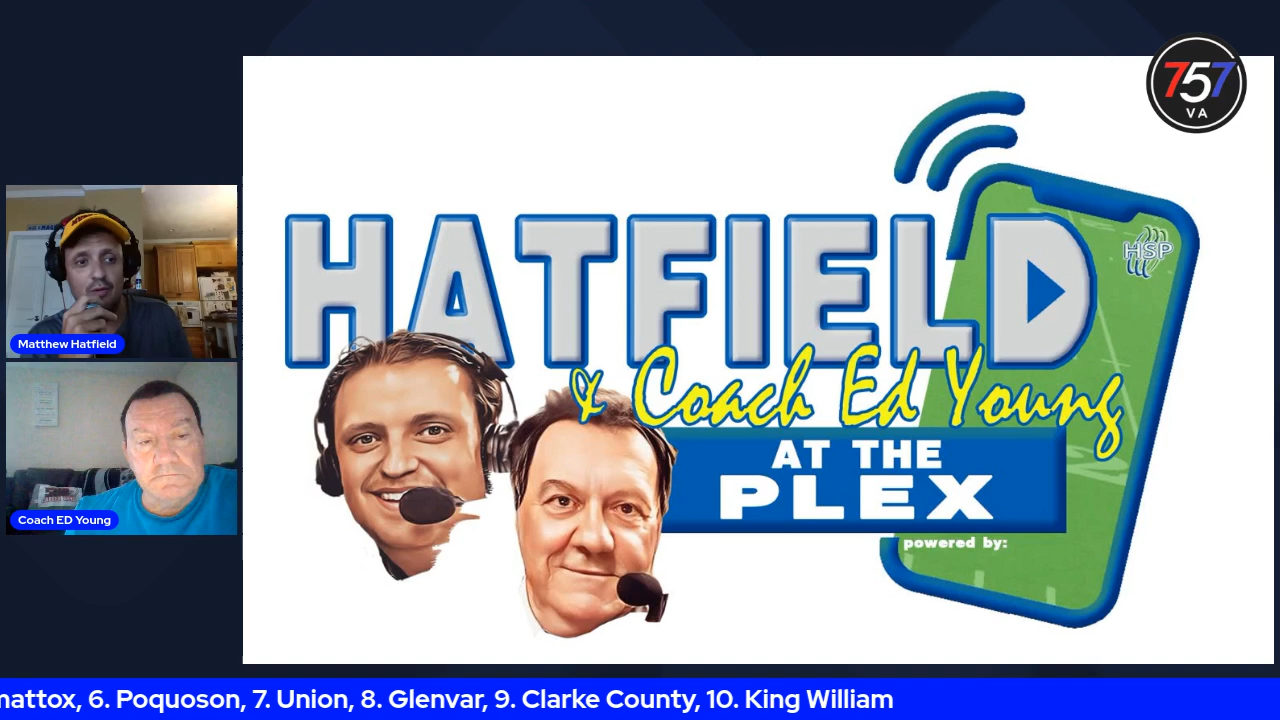 757
VA
HSP
HATFIELD
& Coach Ed Young
AT THE
PLEX
powered by:
Matthew Hatfield
Coach ED Young
mattox, 6. Poquoson, 7. Union, 8. Glenvar, 9. Clarke County, 10. King William